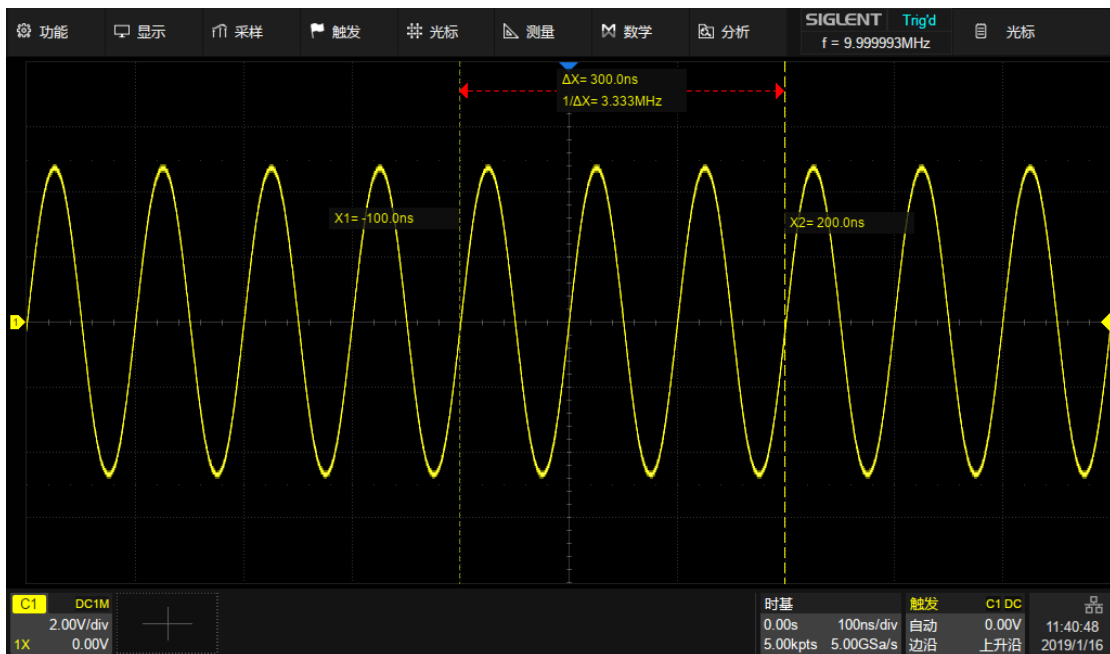 功能 显示 采样 触发 光标 测量 数学 分析 SIGLENT Trig'd 光标
f = 9.999993MHz
ΔX= 300.0ns
1/ΔX= 3.333MHz
X1= -100.0ns
X2= 200.0ns
1
C1 DC1M
2.00V/div
1X 0.00V
时基
0.00s 100ns/div
5.00kpts 5.00GSa/s
触发 C1 DC
自动 0.00V
边沿 上升沿
11:40:48
2019/1/16